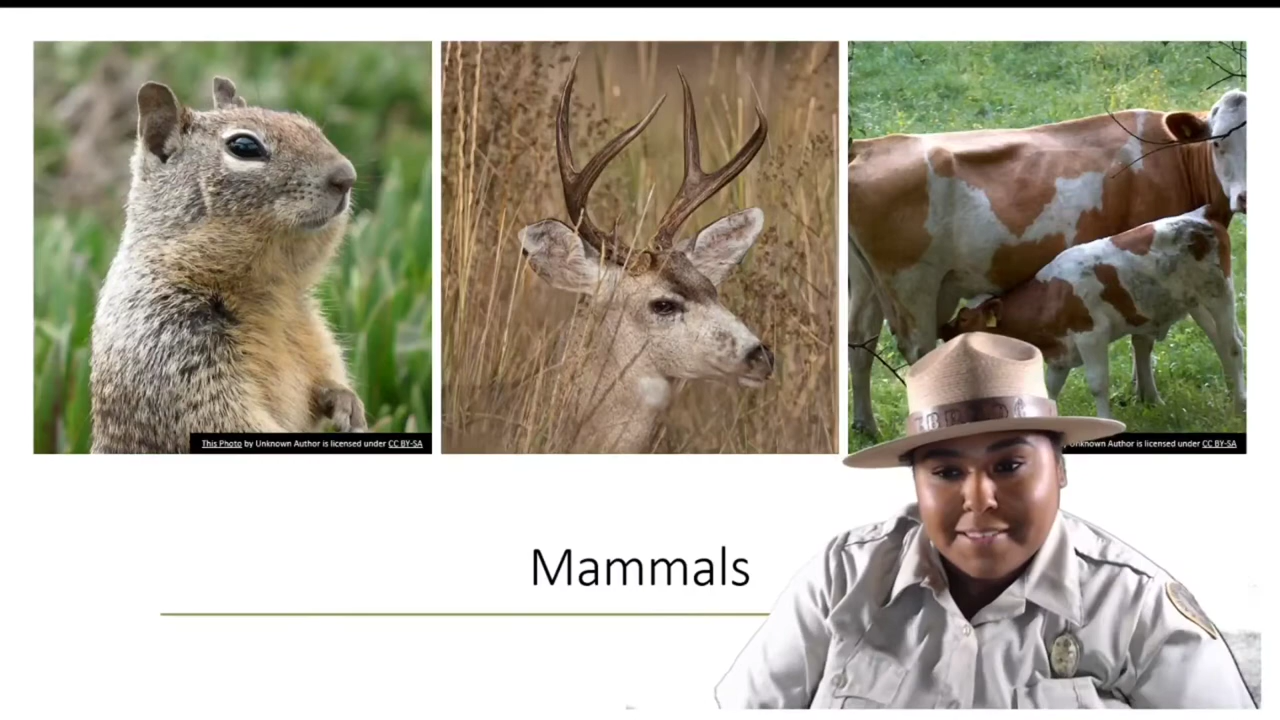 This Photo by Unknown Author is licensed under CC BY-SA
Unknown Author is licensed under CC BY-SA
Mammals